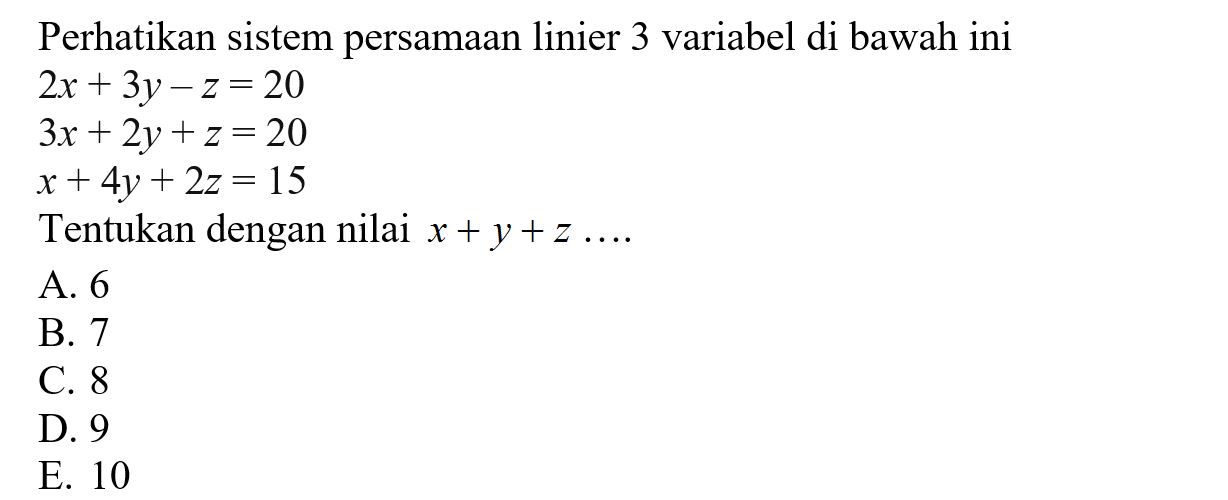 Perhatikan sistem persamaan linier 3 variabel di bawah ini
2x + 3y – z = 20
3x + 2y + z = 20
x + 4y + 2z = 15
Tentukan dengan nilai x + y + z ....
A. 6
B. 7
C. 8
D. 9
E. 10